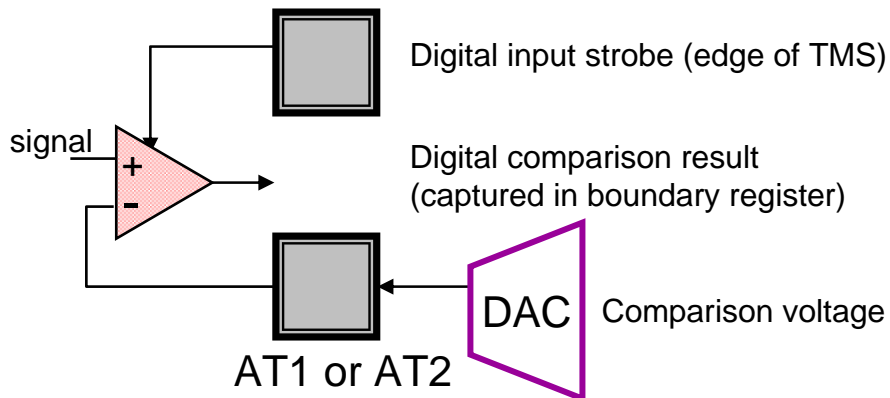 Digital input strobe (edge of TMS)
signal
+
-
Digital comparison result
(captured in boundary register)
DAC
Comparison voltage
AT1 or AT2